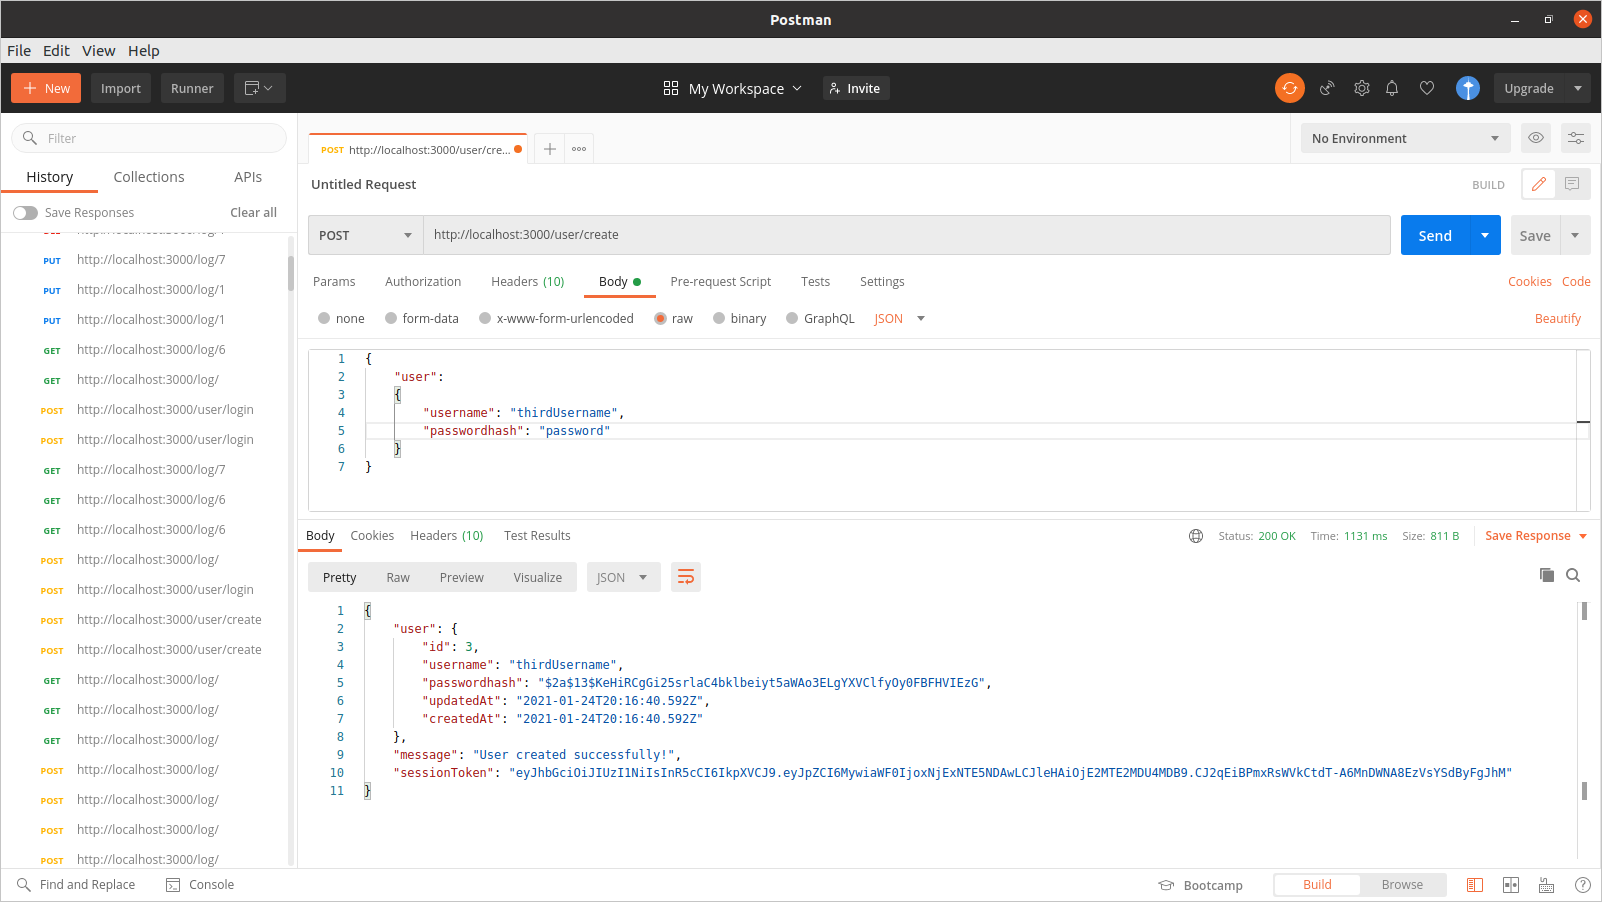 Postman
File Edit View Help
New Import Runner My Workspace Invite Upgrade
Filter
History Collections APIs
Save Responses Clear all
PUT http://localhost:3000/log/7
PUT http://localhost:3000/log/1
PUT http://localhost:3000/log/1
GET http://localhost:3000/log/6
GET http://localhost:3000/log/
POST http://localhost:3000/user/login
POST http://localhost:3000/user/login
GET http://localhost:3000/log/7
GET http://localhost:3000/log/6
GET http://localhost:3000/log/6
POST http://localhost:3000/log/
POST http://localhost:3000/user/login
POST http://localhost:3000/user/create
POST http://localhost:3000/user/create
GET http://localhost:3000/log/
GET http://localhost:3000/log/
GET http://localhost:3000/log/
POST http://localhost:3000/log/
POST http://localhost:3000/log/
POST http://localhost:3000/log/
POST http://localhost:3000/log/
POST http://localhost:3000/user/cre...
No Environment
Untitled Request BUILD
POST http://localhost:3000/user/create Send Save
Params Authorization Headers (10) Body Pre-request Script Tests Settings Cookies Code
none form-data x-www-form-urlencoded raw binary GraphQL JSON Beautify
1 {
2 "user":
3 {
4 "username": "thirdUsername",
5 "passwordhash": "password"
6 }
7 }
Body Cookies Headers (10) Test Results Status: 200 OK Time: 1131 ms Size: 811 B Save Response
Pretty Raw Preview Visualize JSON
1 {
2 "user": {
3 "id": 3,
4 "username": "thirdUsername",
5 "passwordhash": "$2a$13$KeHiRCgGi25srlaC4bklbeiyt5aWAo3ELgYXVClfyOy0FBFHVIEzG",
6 "updatedAt": "2021-01-24T20:16:40.592Z",
7 "createdAt": "2021-01-24T20:16:40.592Z"
8 },
9 "message": "User created successfully!",
10 "sessionToken": "eyJhbGciOiJIUzI1NiIsInR5cCI6IkpXVCJ9.eyJpZCI6MywiaWF0IjoxNjExNTE5NDAwLCJleHAiOjE2MTE2MDU4MDB9.CJ2qEiBPmxRsWVkCtdT-A6MnDWNA8EzVsYSdByFgJhM"
11 }
Find and Replace Console Bootcamp Build Browse